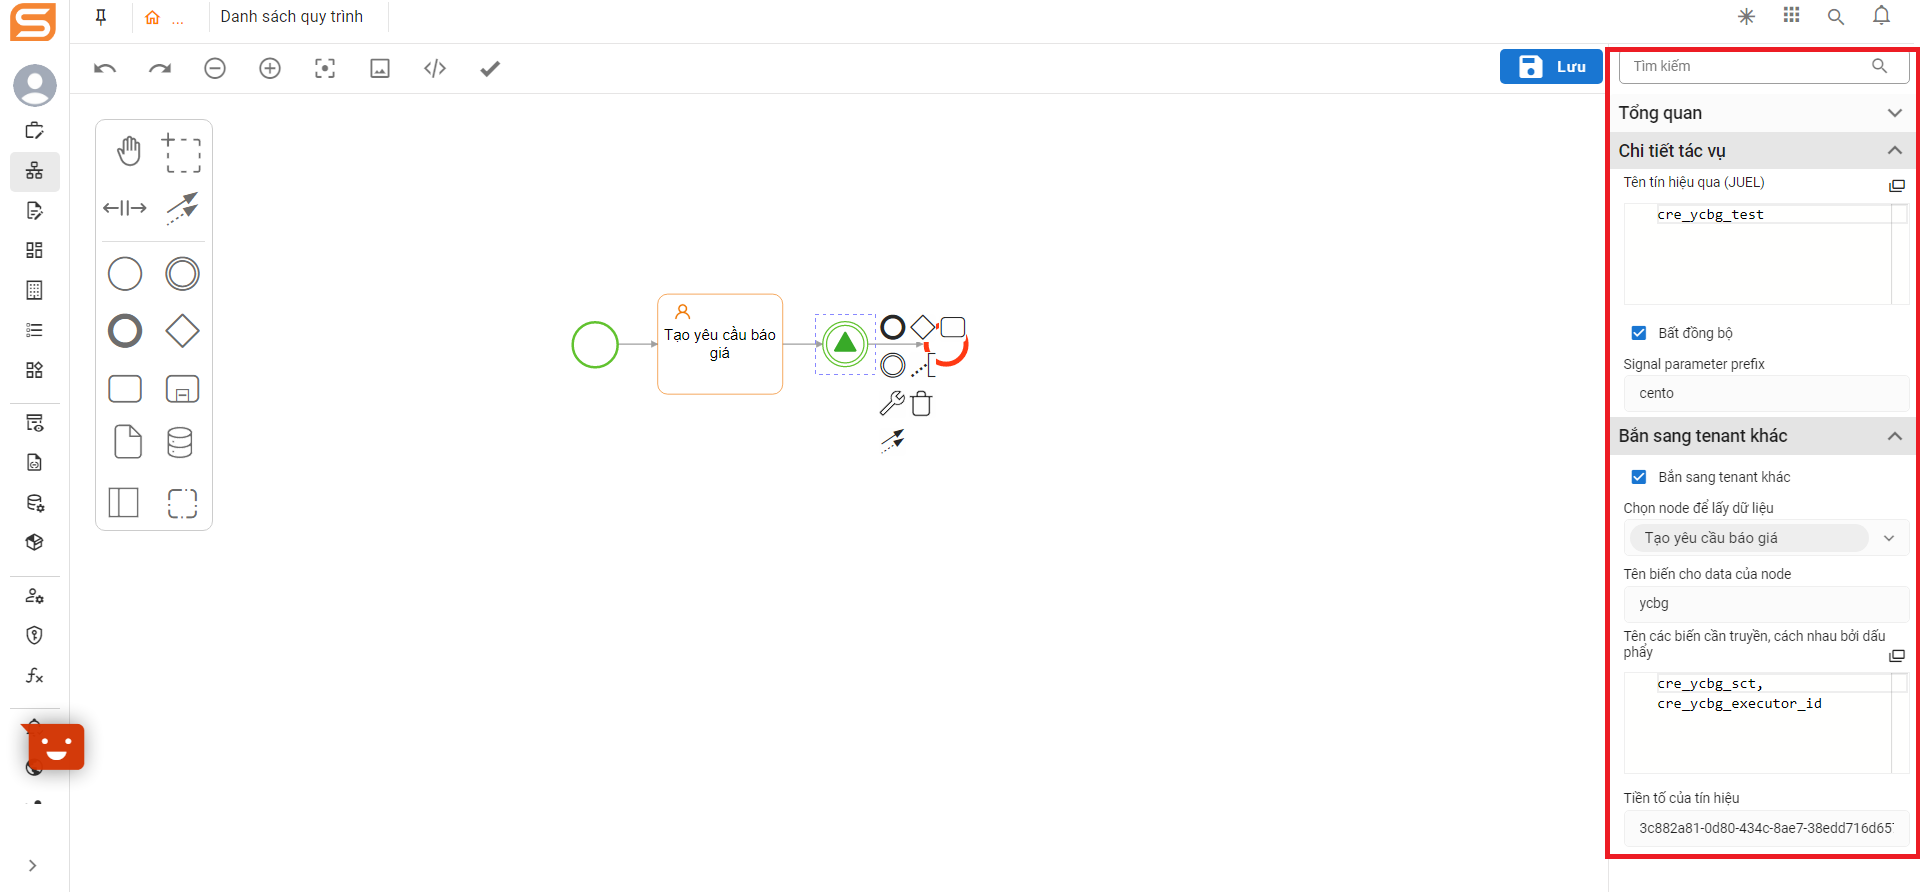 ...
Danh sách quy trình
Lưu
Tìm kiếm
Tổng quan
Chi tiết tác vụ
Tên tín hiệu qua (JUEL)
cre_ycbg_test
Bất đồng bộ
Signal parameter prefix
cento
Bắn sang tenant khác
Bắn sang tenant khác
Chọn node để lấy dữ liệu
Tạo yêu cầu báo giá
Tên biến cho data của node
ycbg
Tên các biến cần truyền, cách nhau bởi dấu
phẩy
cre_ycbg_sct,
cre_ycbg_executor_id
Tiền tố của tín hiệu
3c882a81-0d80-434c-8ae7-38edd716d65
Tạo yêu cầu báo
giá